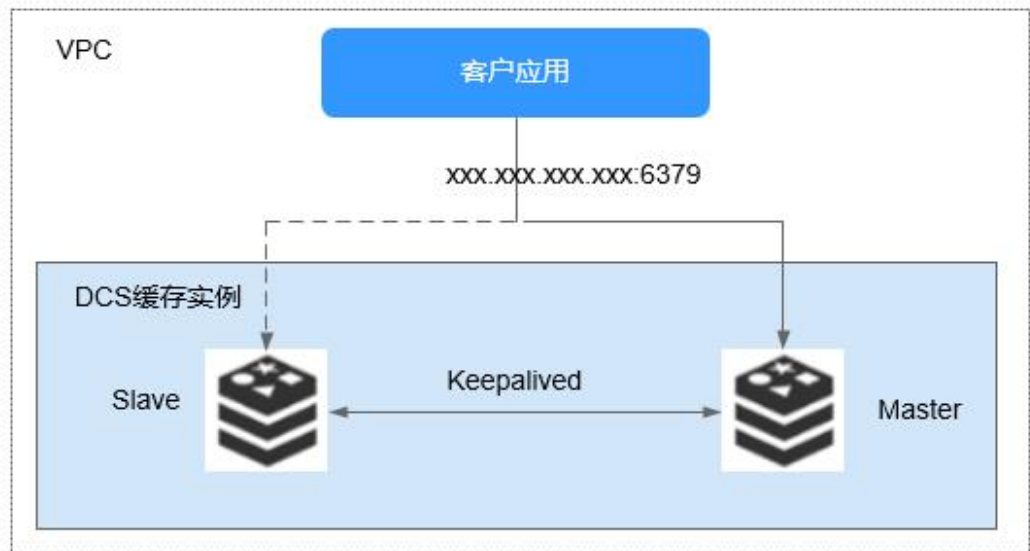 VPC
客户应用
xxx.xxx.xxx.xxx:6379
DCS缓存实例
Keepalived
Slave
Master